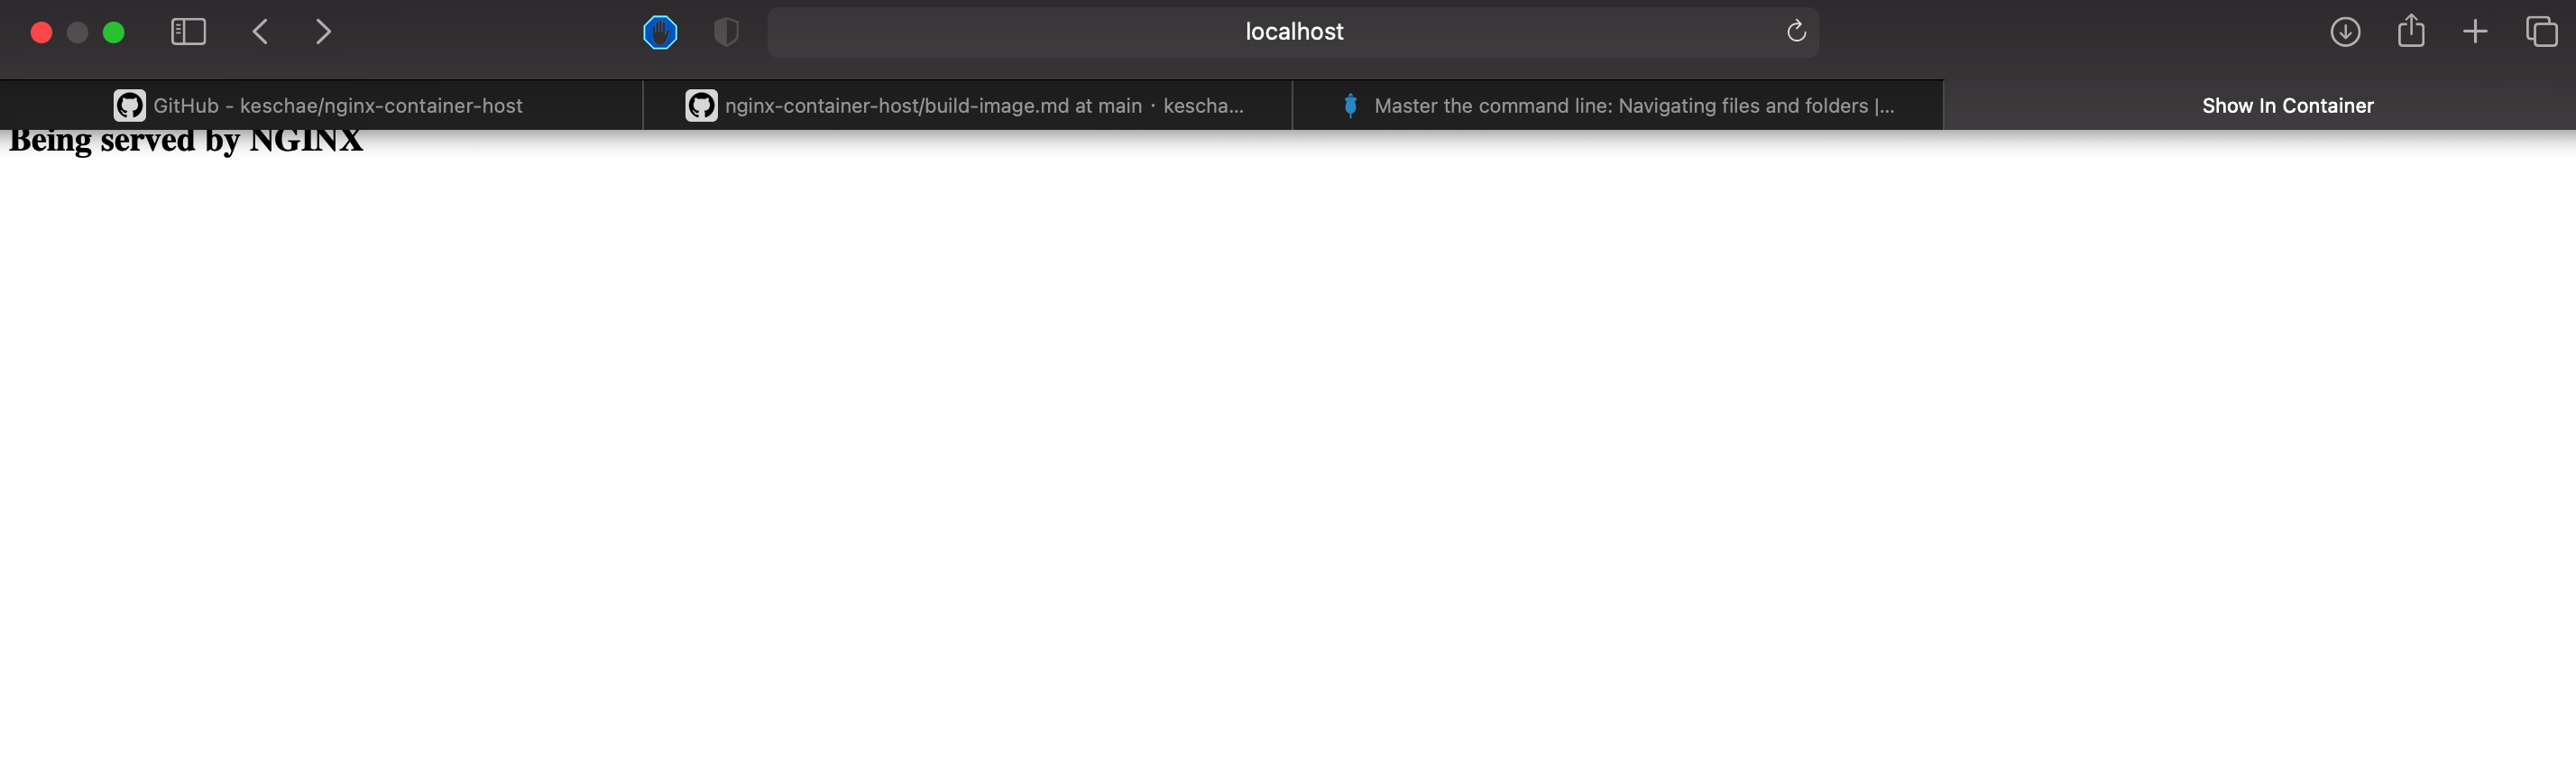 localhost
GitHub - keschae/nginx-container-host
nginx-container-host/build-image.md at main · kescha...
Master the command line: Navigating files and folders |...
Show In Container
Being served by NGINX